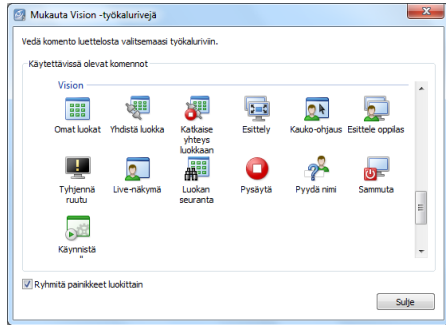 Mukauta Vision -työkalurivejä
Vedä komento luettelosta valitsemaasi työkaluriviin.
Käytettävissä olevat komennot
Vision
Omat luokat Yhdistä luokka Katkaise yhteys luokkaan Esittely Kauko-ohjaus Esittele oppilas
Tyhjennä ruutu Live-näkymä Luokan seuranta Pysäytä Pyydä nimi Sammuta
Käynnistä
"
Ryhmitä painikkeet luokittain
Sulje